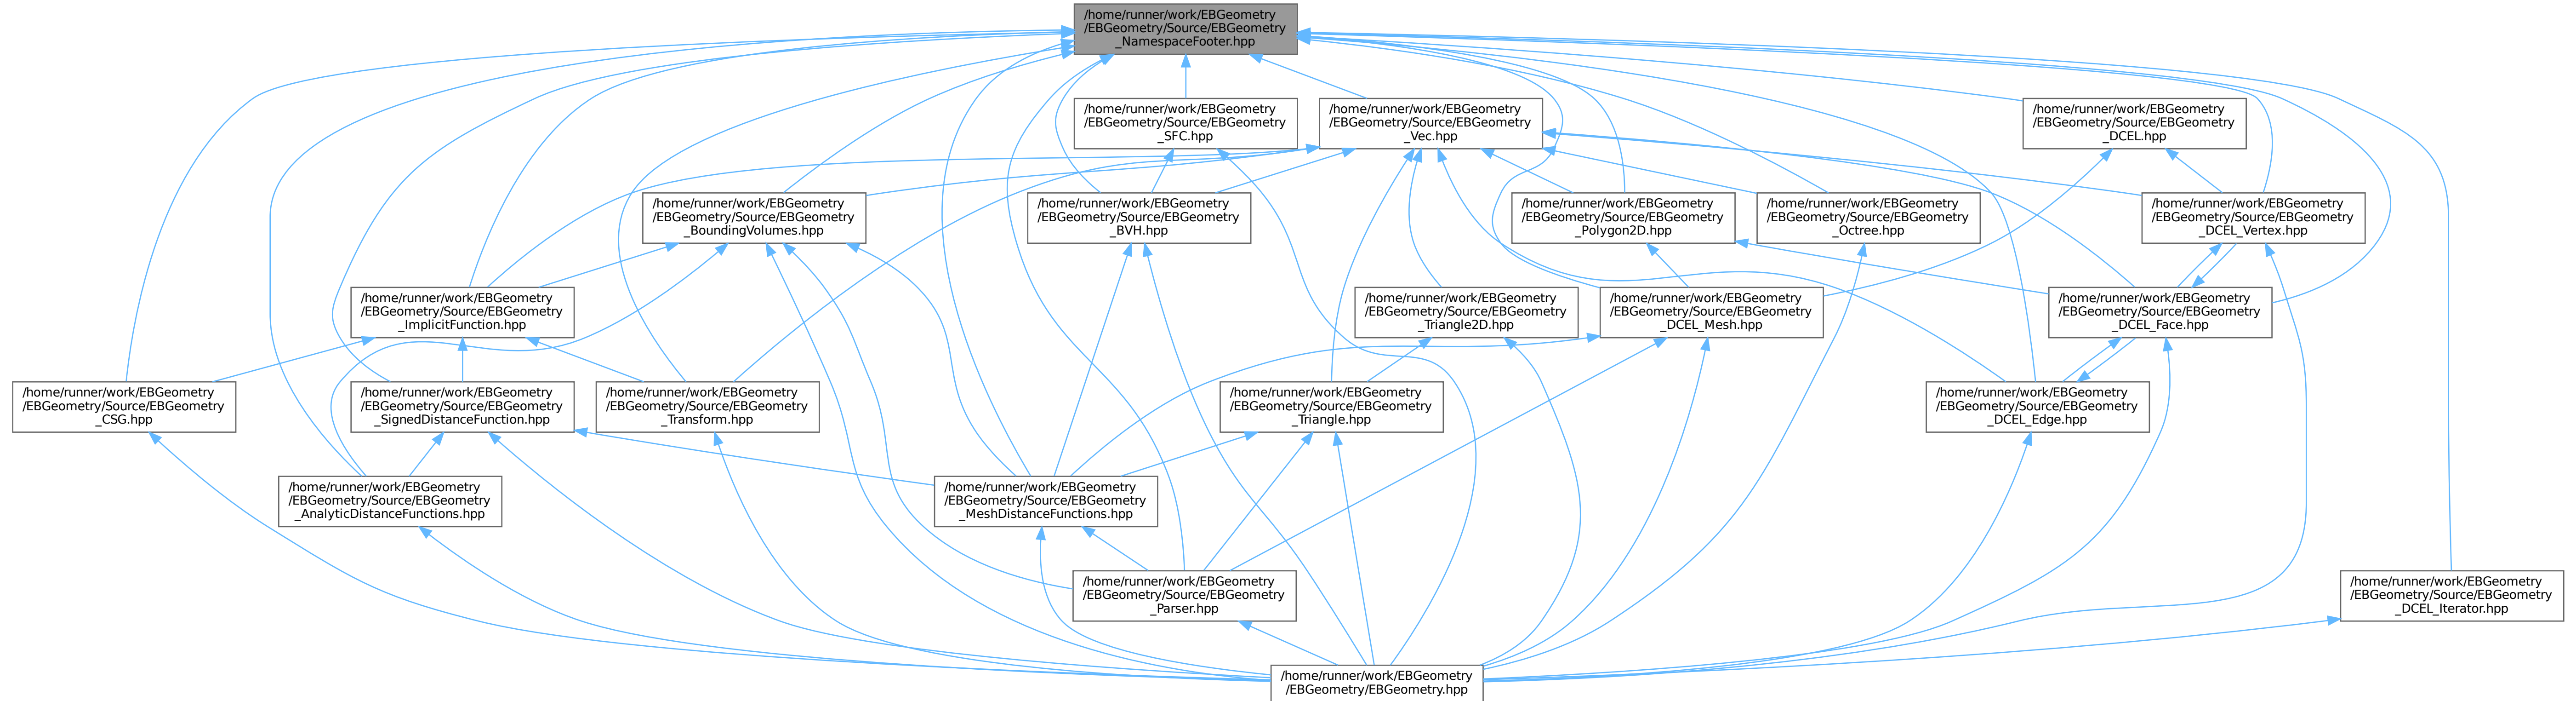 /home/runner/work/EBGeometry
/EBGeometry/Source/EBGeometry
_NamespaceFooter.hpp
/home/runner/work/EBGeometry
/EBGeometry/Source/EBGeometry
_SFC.hpp
/home/runner/work/EBGeometry
/EBGeometry/Source/EBGeometry
_Vec.hpp
/home/runner/work/EBGeometry
/EBGeometry/Source/EBGeometry
_DCEL.hpp
/home/runner/work/EBGeometry
/EBGeometry/Source/EBGeometry
_BoundingVolumes.hpp
/home/runner/work/EBGeometry
/EBGeometry/Source/EBGeometry
_BVH.hpp
/home/runner/work/EBGeometry
/EBGeometry/Source/EBGeometry
_Polygon2D.hpp
/home/runner/work/EBGeometry
/EBGeometry/Source/EBGeometry
_Octree.hpp
/home/runner/work/EBGeometry
/EBGeometry/Source/EBGeometry
_DCEL_Vertex.hpp
/home/runner/work/EBGeometry
/EBGeometry/Source/EBGeometry
_ImplicitFunction.hpp
/home/runner/work/EBGeometry
/EBGeometry/Source/EBGeometry
_Triangle2D.hpp
/home/runner/work/EBGeometry
/EBGeometry/Source/EBGeometry
_DCEL_Mesh.hpp
/home/runner/work/EBGeometry
/EBGeometry/Source/EBGeometry
_DCEL_Face.hpp
/home/runner/work/EBGeometry
/EBGeometry/Source/EBGeometry
_CSG.hpp
/home/runner/work/EBGeometry
/EBGeometry/Source/EBGeometry
_SignedDistanceFunction.hpp
/home/runner/work/EBGeometry
/EBGeometry/Source/EBGeometry
_Transform.hpp
/home/runner/work/EBGeometry
/EBGeometry/Source/EBGeometry
_Triangle.hpp
/home/runner/work/EBGeometry
/EBGeometry/Source/EBGeometry
_DCEL_Edge.hpp
/home/runner/work/EBGeometry
/EBGeometry/Source/EBGeometry
_AnalyticDistanceFunctions.hpp
/home/runner/work/EBGeometry
/EBGeometry/Source/EBGeometry
_MeshDistanceFunctions.hpp
/home/runner/work/EBGeometry
/EBGeometry/Source/EBGeometry
_Parser.hpp
/home/runner/work/EBGeometry
/EBGeometry/Source/EBGeometry
_DCEL_Iterator.hpp
/home/runner/work/EBGeometry
/EBGeometry/EBGeometry.hpp